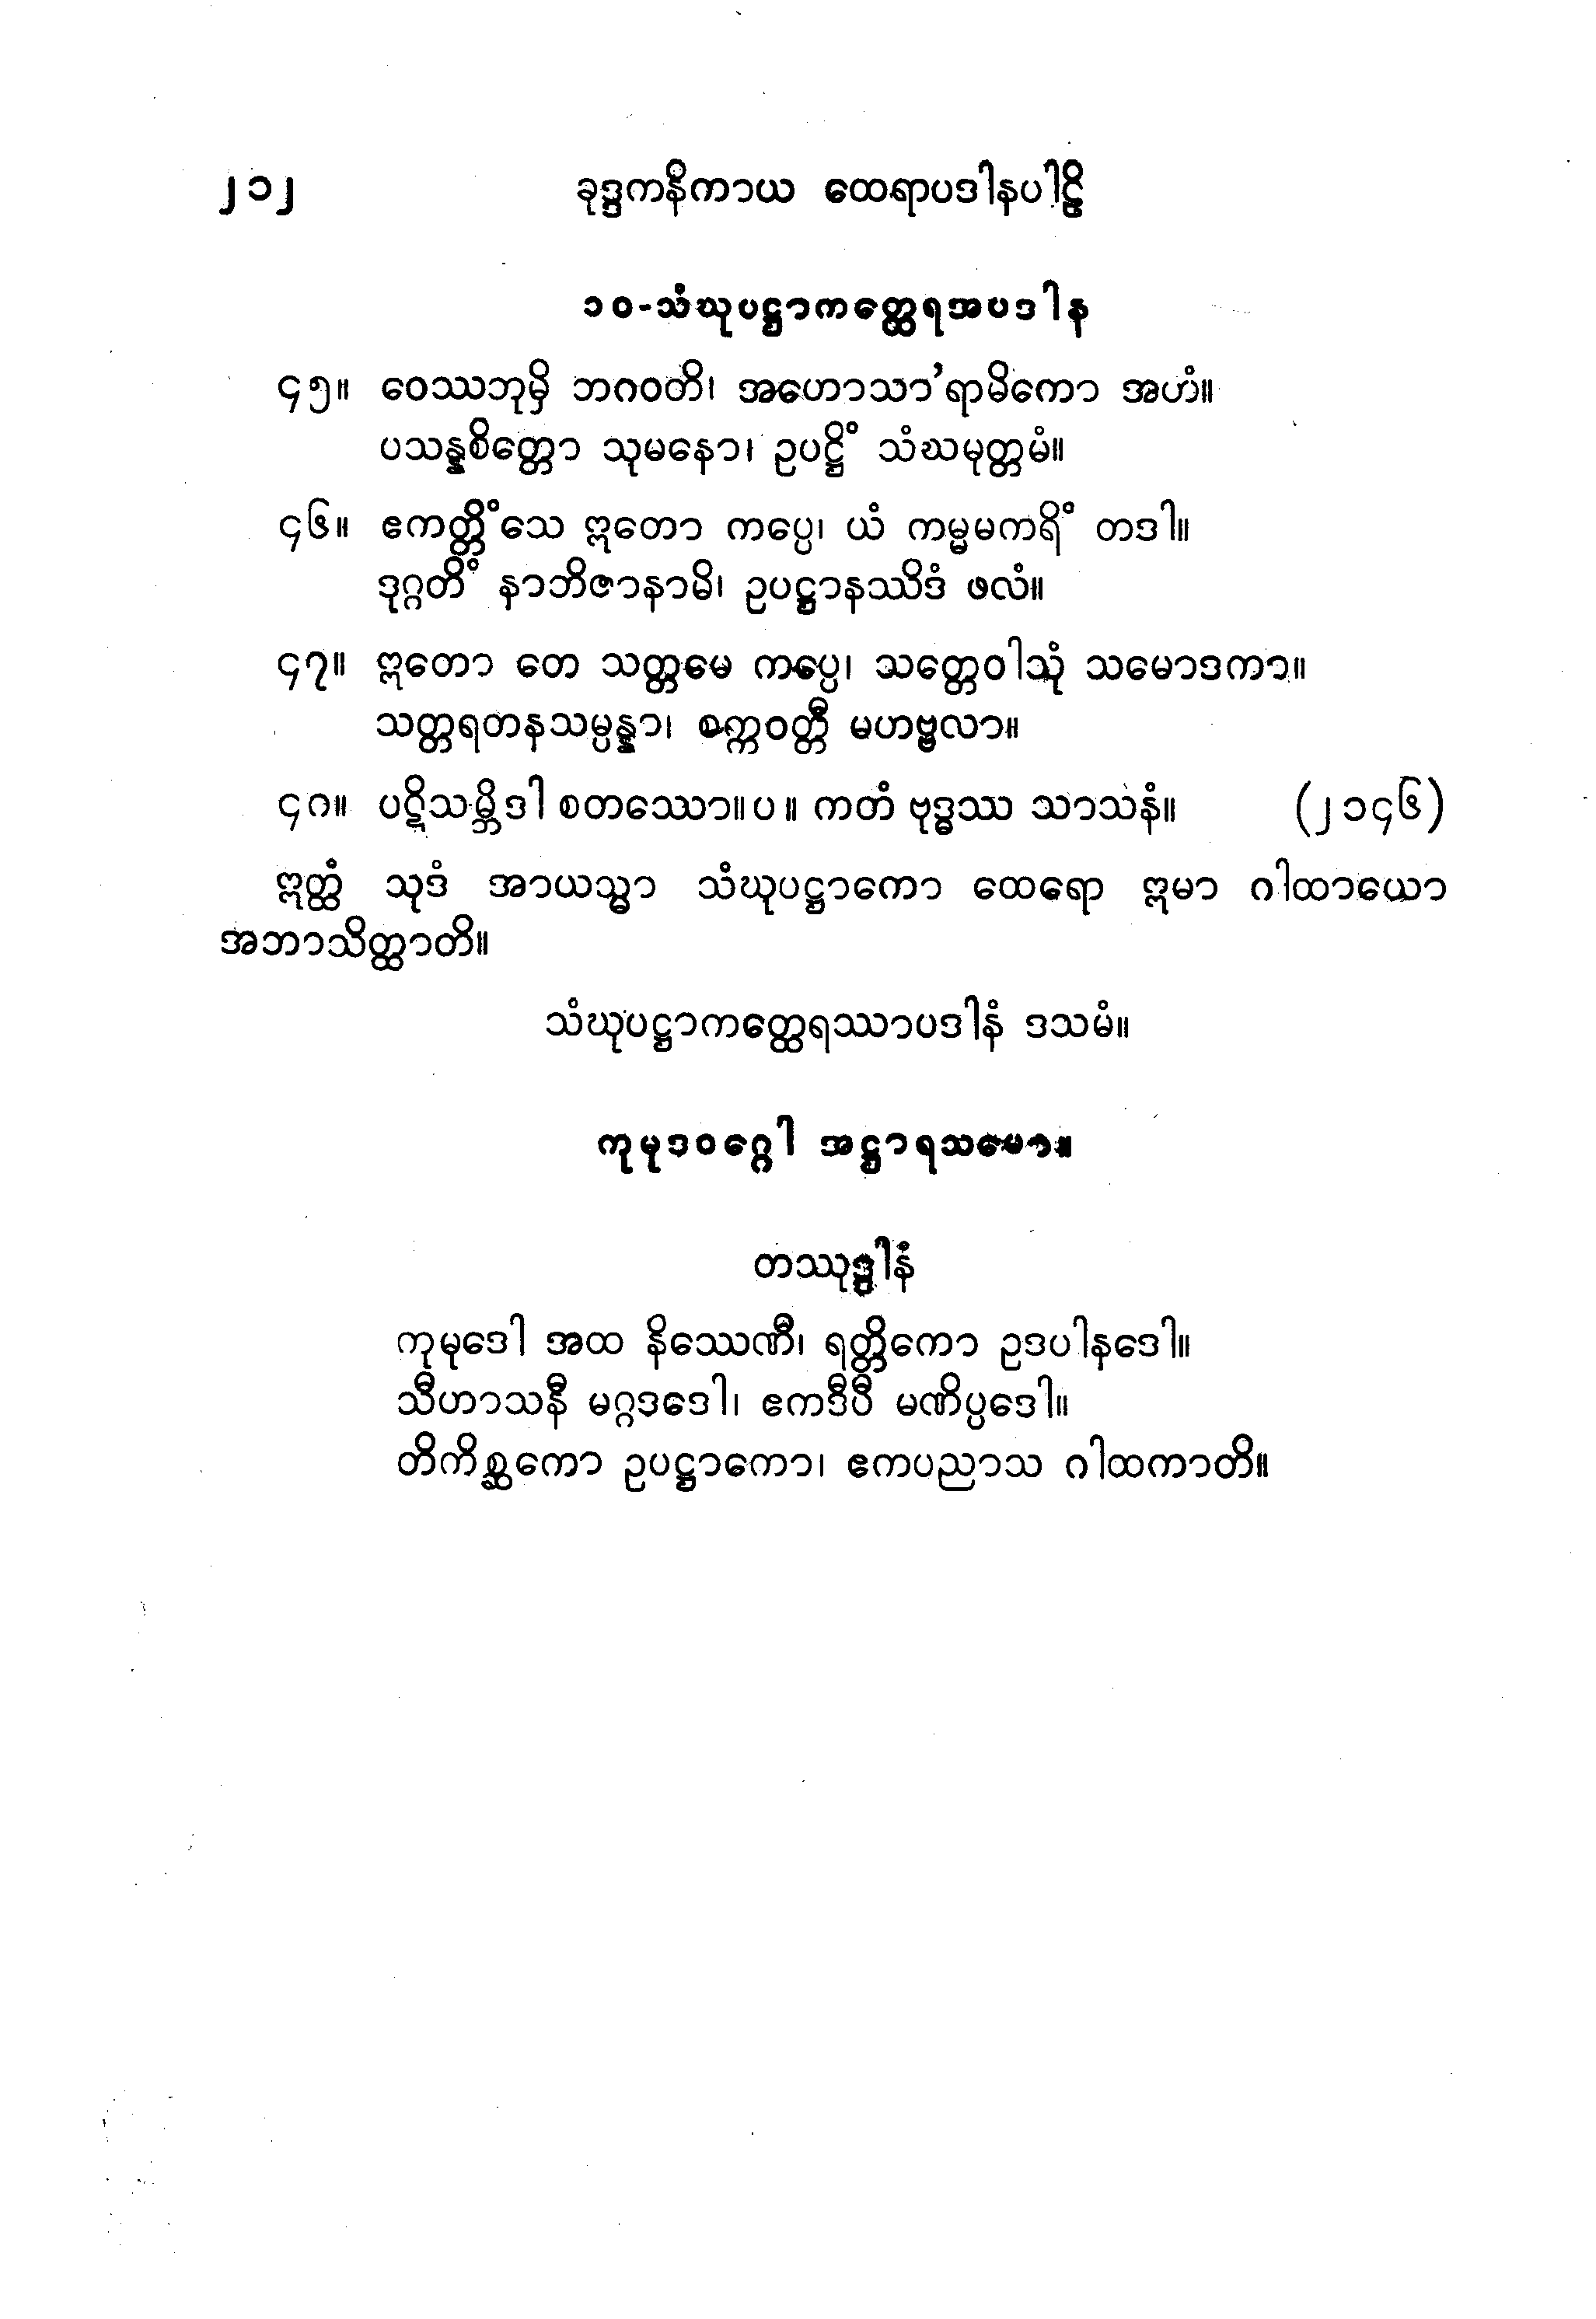 ၂၁၂ ခုဒ္ဒကနိကာယ ထေရာပဒါနပါဠိ
၁၀-သံဃုပဋ္ဌာကတ္ထေရအပဒါန
၄၅။ ဝေဿဘုမှိ ဘဂဝတိ၊ အဟောသာ’ရာမိကော အဟံ။
ပသန္နစိတ္တော သုမနော၊ ဥပဋ္ဌိံ သံဃမုတ္တမံ။
၄၆။ ဧကတ္တိံသေ ဣတော ကပ္ပေ၊ ယံ ကမ္မမကရိံ တဒါ။
ဒုဂ္ဂတိံ နာဘိဇာနာမိ၊ ဥပဋ္ဌာနဿိဒံ ဖလံ။
၄၇။ ဣတော တေ သတ္တမေ ကပ္ပေ၊ သတ္တေဝါသုံ သမောဒကာ။
သတ္တရတနသမ္ပန္နာ၊ စက္ကဝတ္တီ မဟဗ္ဗလာ။
၄၈။ ပဋိသမ္ဘိဒါ စတဿော။ပ။ ကတံ ဗုဒ္ဓဿ သာသနံ။ (၂၁၄၆)
ဣတ္ထံ သုဒံ အာယသ္မာ သံဃုပဋ္ဌာကော ထေရော ဣမာ ဂါထာယော
အဘာသိတ္ထာတိ။
သံဃုပဋ္ဌာကတ္ထေရဿာပဒါနံ ဒသမံ။
ကုမုဒဝဂ္ဂေါ အဋ္ဌာရသမော။
တဿုဒ္ဒါနံ
ကုမုဒေါ အထ နိဿေဏီ၊ ရတ္တိကော ဥဒပါနဒေါ။
သီဟာသနီ မဂ္ဂဒဒေါ၊ ဧကဒီပီ မဏိပ္ပဒေါ။
တိကိစ္ဆကော ဥပဋ္ဌာကော၊ ဧကပညာသ ဂါထကာတိ။